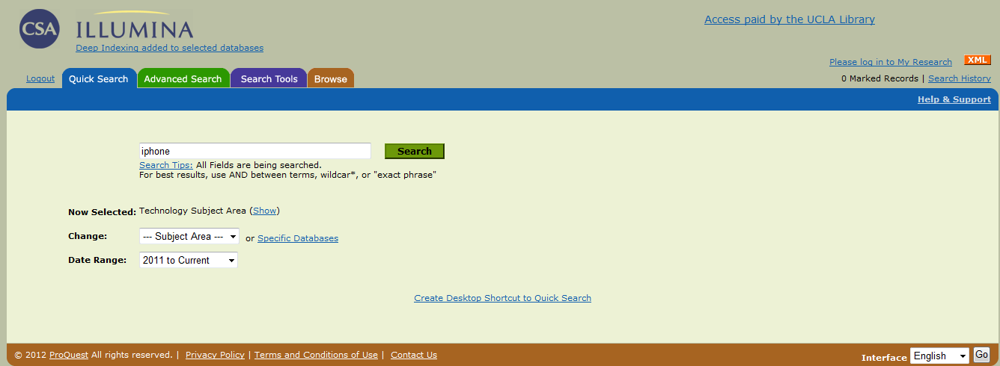 CSA ILLUMINA
Access paid by the UCLA Library
Deep Indexing added to selected databases
Please log in to My Research XML
Logout Quick Search Advanced Search Search Tools Browse 0 Marked Records | Search History
Help & Support
iphone Search
Search Tips: All Fields are being searched.
For best results, use AND between terms, wildcar*, or "exact phrase"
Now Selected: Technology Subject Area (Show)
Change: --- Subject Area --- or Specific Databases
Date Range: 2011 to Current
Create Desktop Shortcut to Quick Search
© 2012 ProQuest All rights reserved. | Privacy Policy | Terms and Conditions of Use | Contact Us Interface English Go